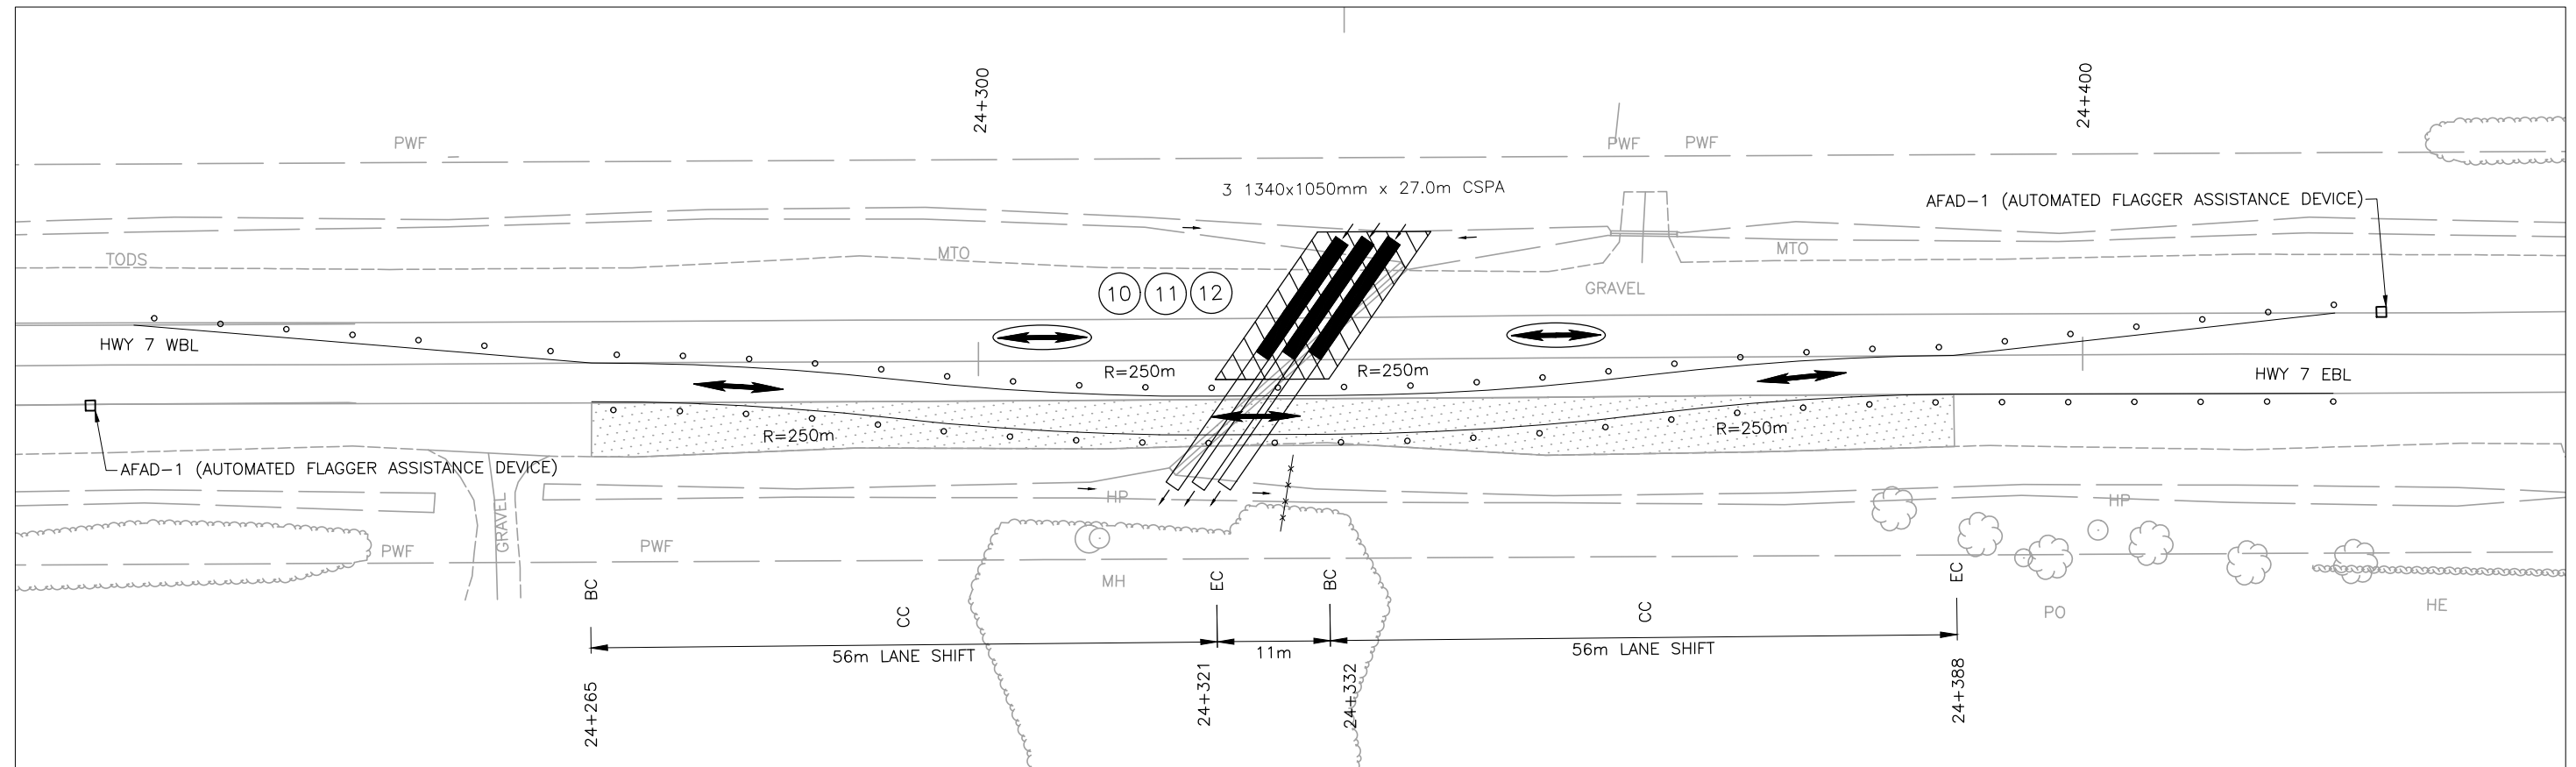 24+300
24+400
PWF
PWF
PWF
3 1340x1050mm x 27.0m CSPA
AFAD-1 (AUTOMATED FLAGGER ASSISTANCE DEVICE)
TODS
MTO
MTO
GRAVEL
10 11 12
HWY 7 WBL
R=250m
R=250m
HWY 7 EBL
R=250m
R=250m
AFAD-1 (AUTOMATED FLAGGER ASSISTANCE DEVICE)
GRAVEL
HP
HP
PWF
PWF
MH
BC
EC
BC
EC
CC
CC
PO
HE
56m LANE SHIFT
11m
56m LANE SHIFT
24+265
24+321
24+332
24+388